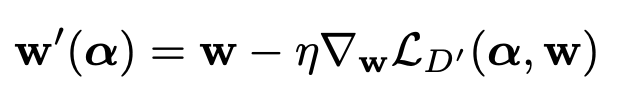 𝐰′(𝜶) = 𝐰 − η∇_𝐰 ℒ_{D′}(𝜶, 𝐰)